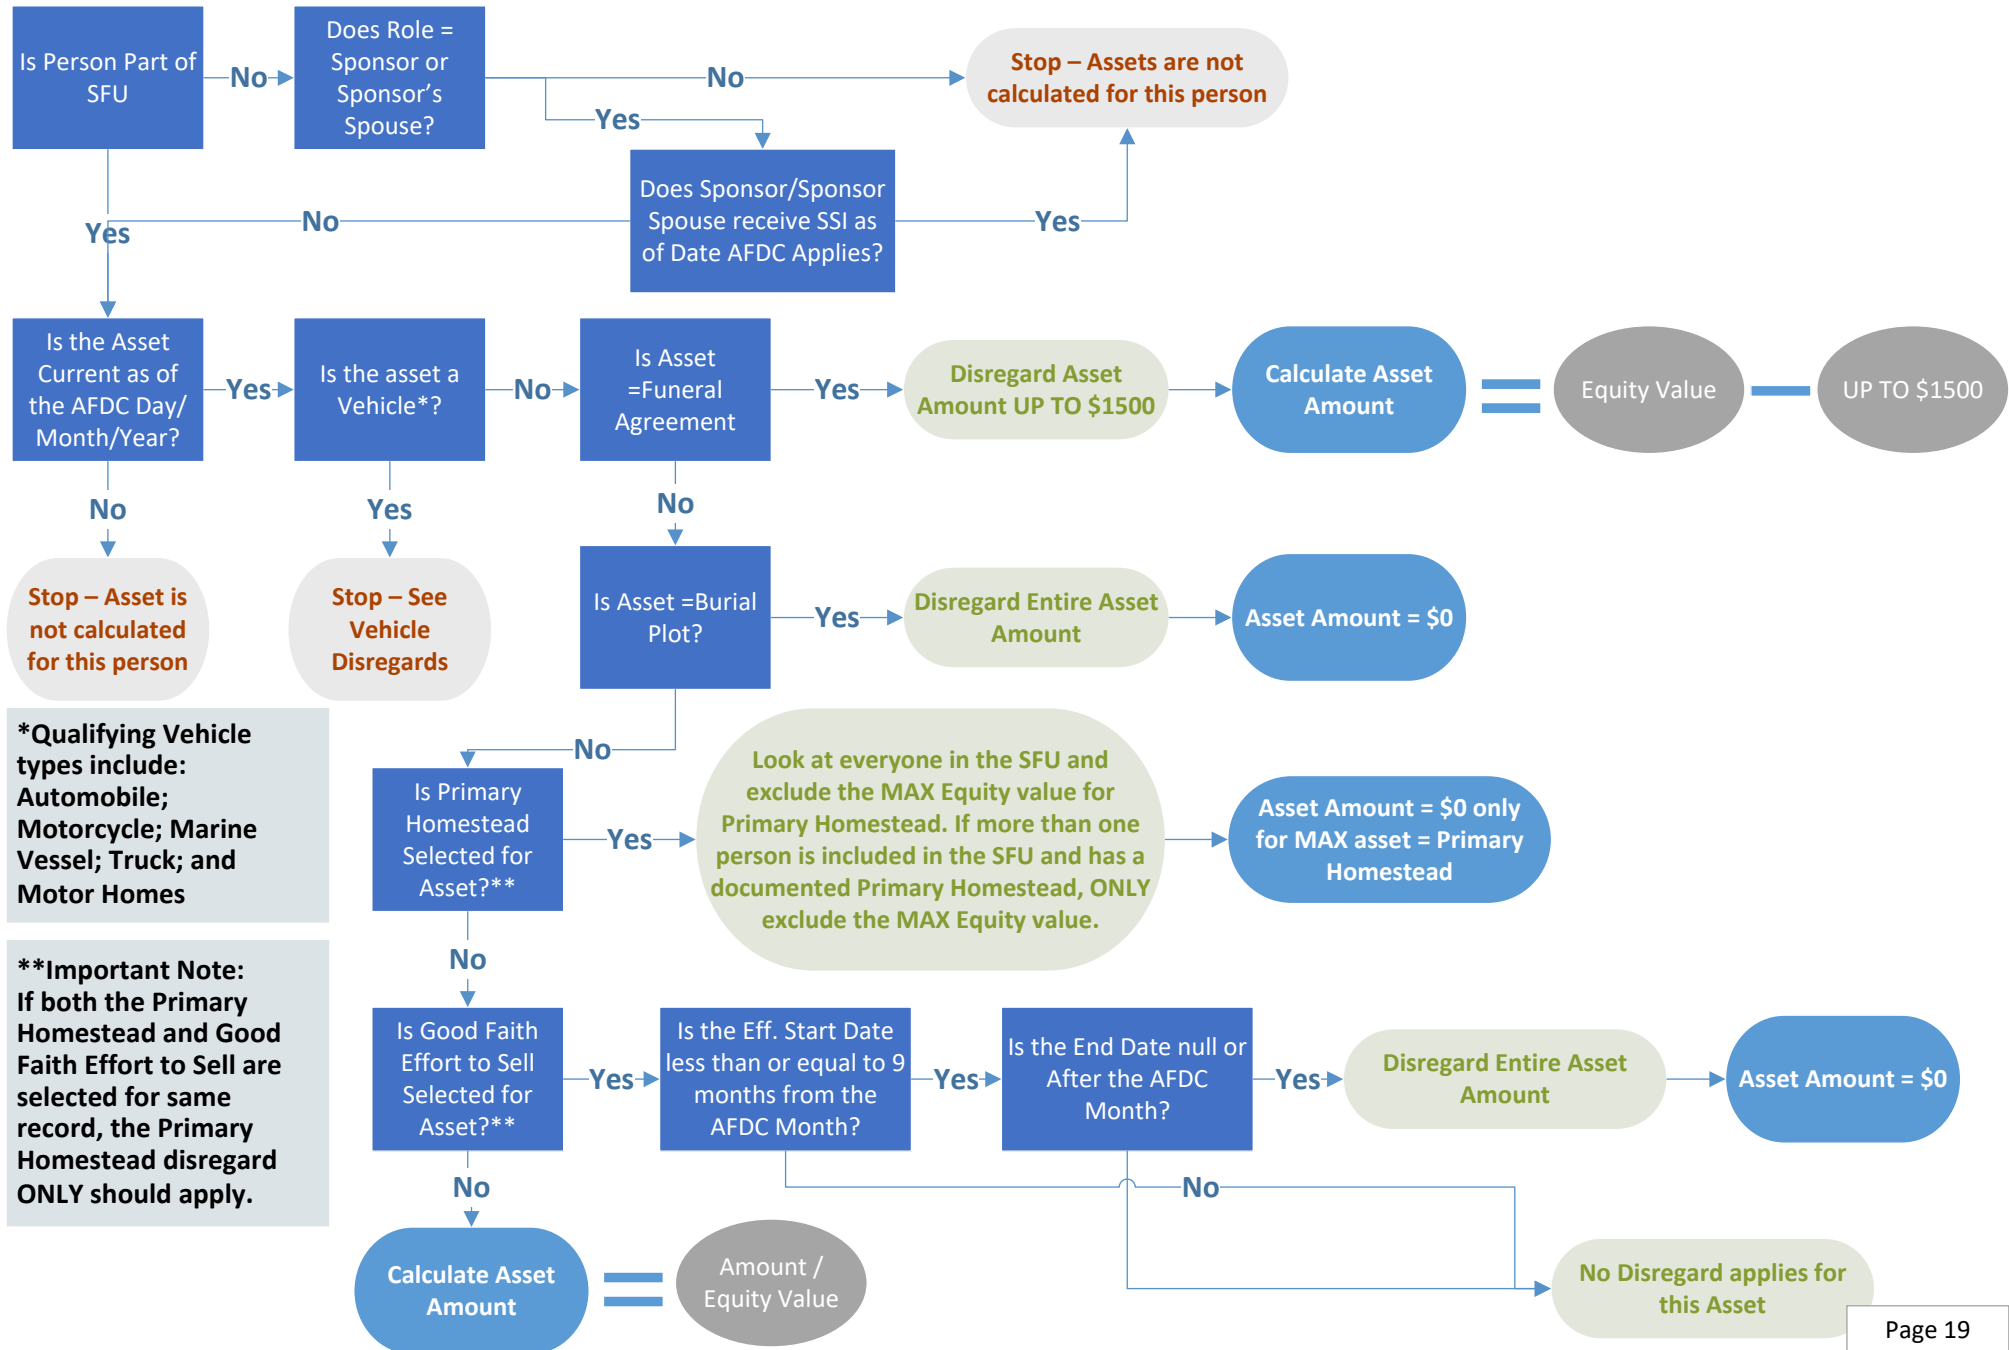 Is Person Part of
SFU
No
Does Role =
Sponsor or
Sponsor's
Spouse?
No
Stop – Assets are not
calculated for this person
Yes
Does Sponsor/Sponsor
Spouse receive SSI as
of Date AFDC Applies?
Yes
No
Yes
Is the Asset
Current as of
the AFDC Day/
Month/Year?
Yes
Is the asset a
Vehicle*?
No
Is Asset
=Funeral
Agreement
Yes
Disregard Asset
Amount UP TO $1500
Calculate Asset
Amount
Equity Value
UP TO $1500
No
Yes
No
Stop – Asset is
not calculated
for this person
Stop – See
Vehicle
Disregards
Is Asset =Burial
Plot?
Yes
Disregard Entire Asset
Amount
Asset Amount = $0
*Qualifying Vehicle
types include:
Automobile;
Motorcycle; Marine
Vessel; Truck; and
Motor Homes
No
Is Primary
Homestead
Selected for
Asset?**
Yes
Look at everyone in the SFU and
exclude the MAX Equity value for
Primary Homestead. If more than one
person is included in the SFU and has a
documented Primary Homestead, ONLY
exclude the MAX Equity value.
Asset Amount = $0 only
for MAX asset = Primary
Homestead
No
**Important Note:
If both the Primary
Homestead and Good
Faith Effort to Sell are
selected for same
record, the Primary
Homestead disregard
ONLY should apply.
Is Good Faith
Effort to Sell
Selected for
Asset?**
Yes
Is the Eff. Start Date
less than or equal to 9
months from the
AFDC Month?
Yes
Is the End Date null or
After the AFDC
Month?
Yes
Disregard Entire Asset
Amount
Asset Amount = $0
No
No
Calculate Asset
Amount
Amount /
Equity Value
No Disregard applies for
this Asset
Page 19